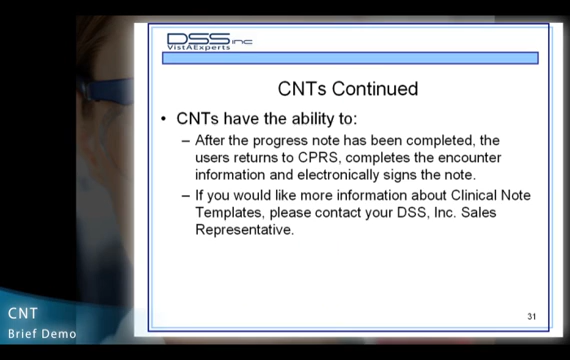 DSS inc
VistAExperts
CNTs Continued
• CNTs have the ability to:
– After the progress note has been completed, the
users returns to CPRS, completes the encounter
information and electronically signs the note.
– If you would like more information about Clinical Note
Templates, please contact your DSS, Inc. Sales
Representative.
31
CNT
Brief Demo